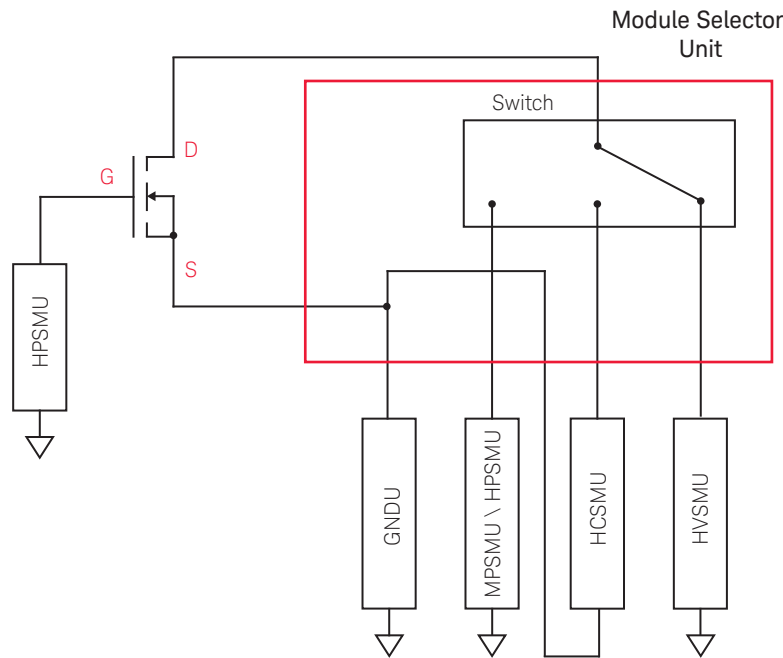 Module Selector
Unit
Switch
D
G
S
HPSMU
GNDU
MPSMU \ HPSMU
HCSMU
HVSMU